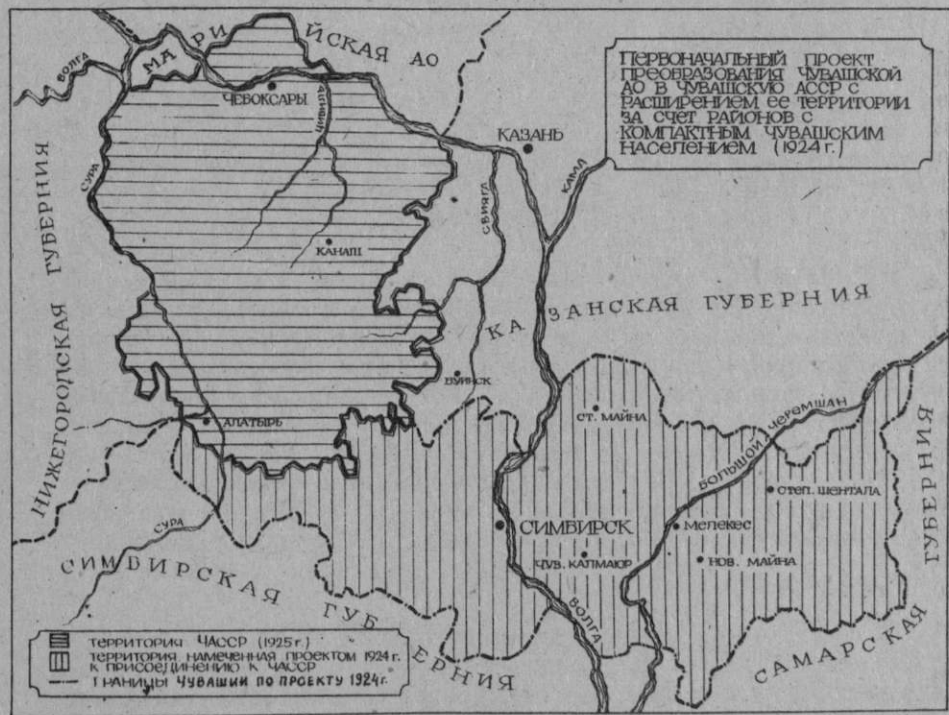 ПЕРВОНАЧАЛЬНЫЙ ПРОЕКТ
ПРЕОБРАЗОВАНИЯ ЧУВАШСКОЙ
АО В ЧУВАШСКУЮ АССР С
РАСШИРЕНИЕМ ЕЕ ТЕРРИТОРИИ
ЗА СЧЕТ РАЙОНОВ С
КОМПАКТНЫМ ЧУВАШСКИМ
НАСЕЛЕНИЕМ (1924 г.)
МАРИЙСКАЯ АО
ВОЛГА
ЧЕБОКСАРЫ
ЦИВИЛЬ
КАЗАНЬ
КАМА
СУРА
СВИЯГА
КАНАШ
НИЖЕГОРОДСКАЯ ГУБЕРНИЯ
КАЗАНСКАЯ ГУБЕРНИЯ
БУИНСК
АЛАТЫРЬ
СТ. МАЙНА
БОЛЬШОЙ ЧЕРЕМШАН
СТЕП. ШЕНТАЛА
СУРА
СИМБИРСК
МЕЛЕКЕС
ЧУВ. КАЛМАЮР
НОВ. МАЙНА
ВОЛГА
СИМБИРСКАЯ ГУБЕРНИЯ
САМАРСКАЯ ГУБЕРНИЯ
ТЕРРИТОРИЯ ЧАССР (1925 г.)
ТЕРРИТОРИЯ НАМЕЧЕННАЯ ПРОЕКТОМ 1924 г.
К ПРИСОЕДИНЕНИЮ К ЧАССР
ГРАНИЦЫ ЧУВАШИИ ПО ПРОЕКТУ 1924г.